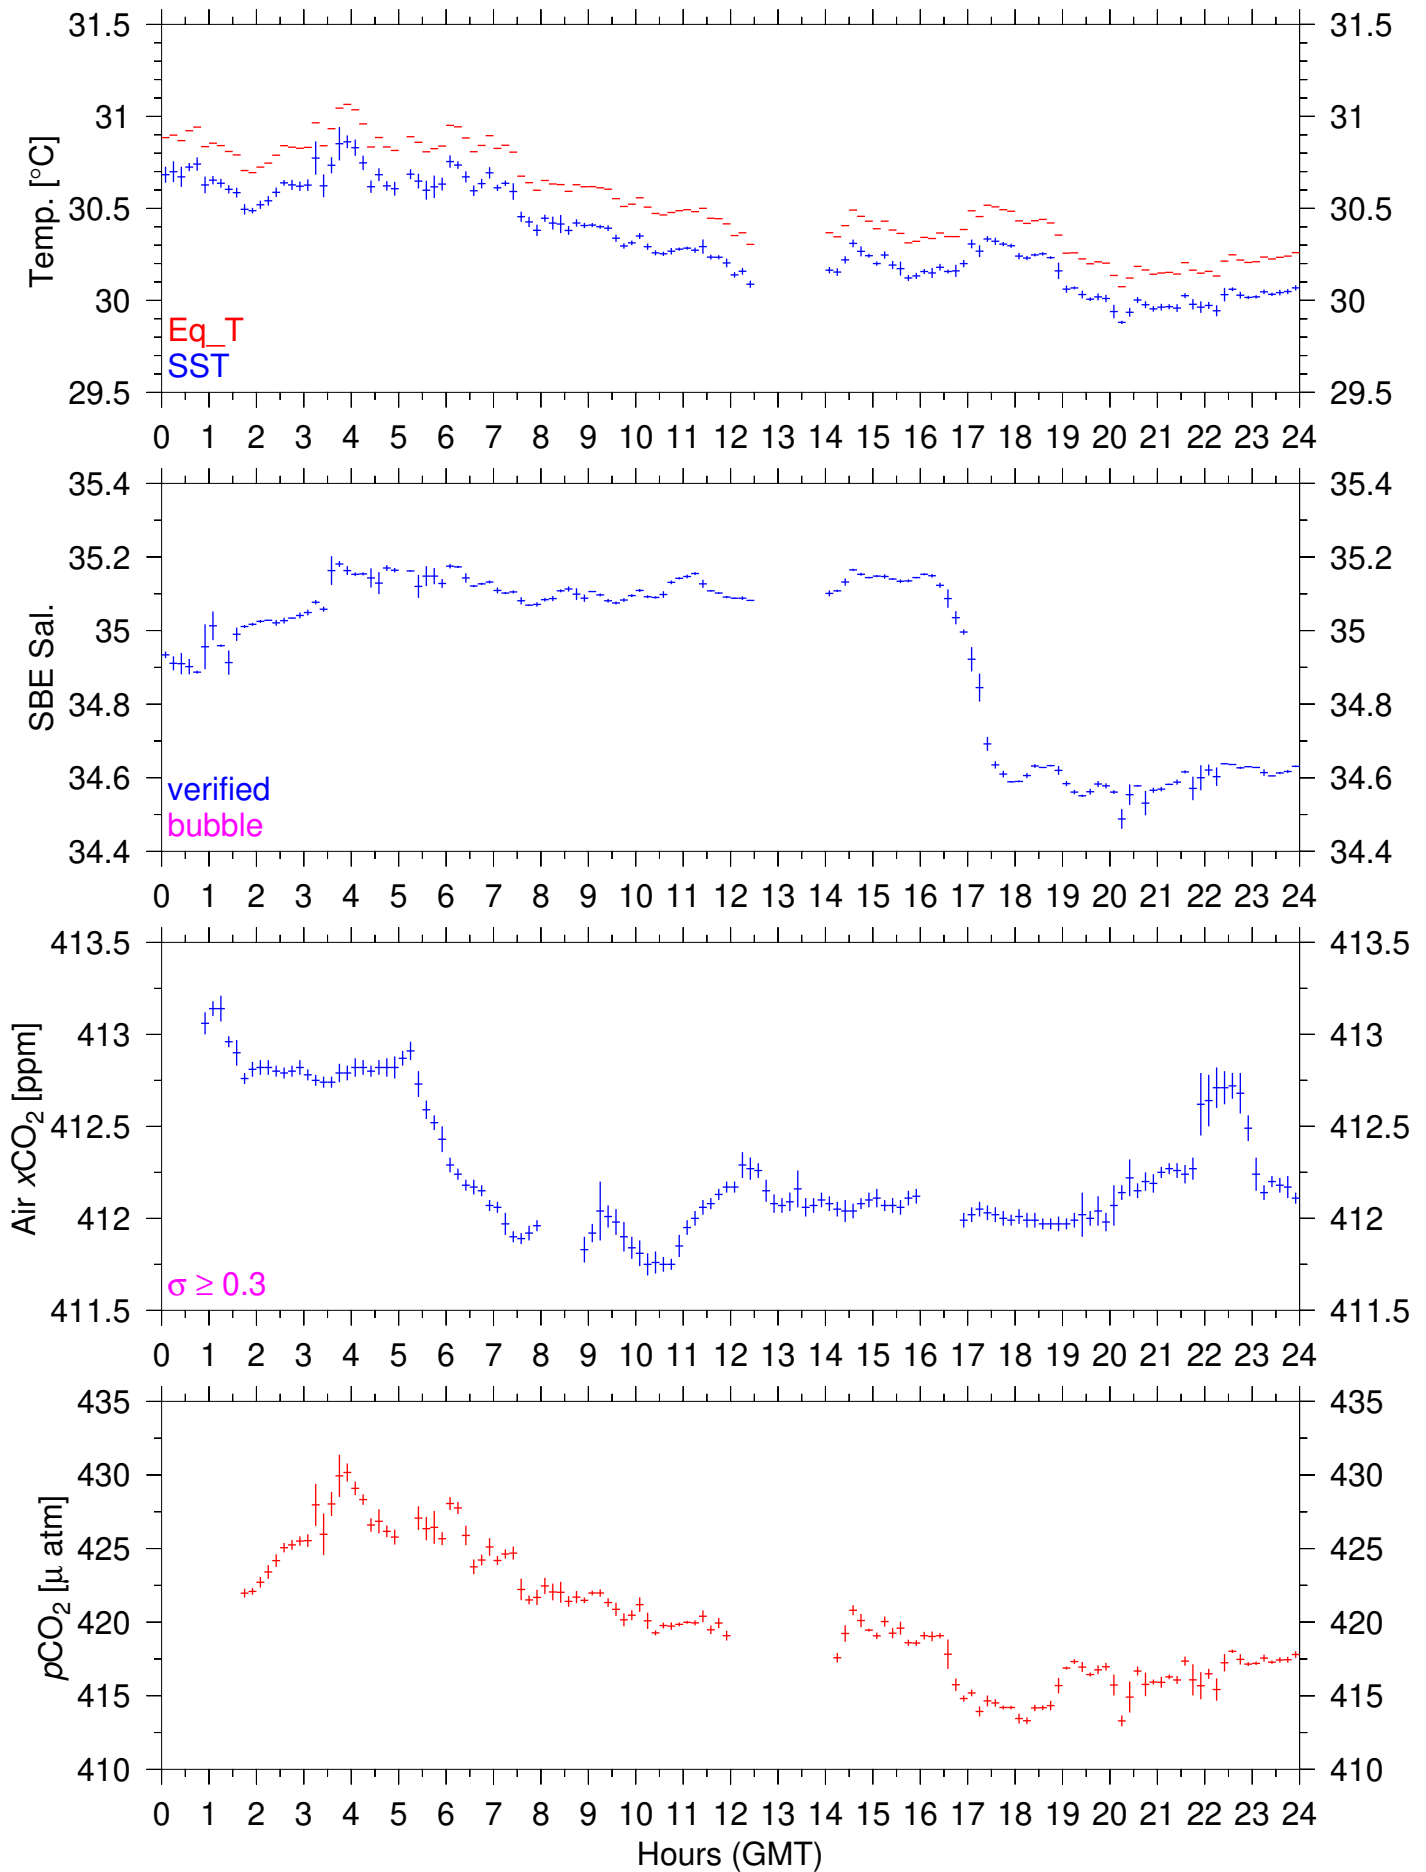 31.5 31.5
31 31
30.5 30.5
30 30
29.5 29.5
Temp. [°C]
Eq_T
SST
0 1 2 3 4 5 6 7 8 9 10 11 12 13 14 15 16 17 18 19 20 21 22 23 24
35.4 35.4
35.2 35.2
35 35
34.8 34.8
34.6 34.6
34.4 34.4
SBE Sal.
verified
bubble
0 1 2 3 4 5 6 7 8 9 10 11 12 13 14 15 16 17 18 19 20 21 22 23 24
413.5 413.5
413 413
412.5 412.5
412 412
411.5 411.5
Air xCO₂ [ppm]
σ ≥ 0.3
0 1 2 3 4 5 6 7 8 9 10 11 12 13 14 15 16 17 18 19 20 21 22 23 24
435 435
430 430
425 425
420 420
415 415
410 410
pCO₂ [μ atm]
0 1 2 3 4 5 6 7 8 9 10 11 12 13 14 15 16 17 18 19 20 21 22 23 24
Hours (GMT)